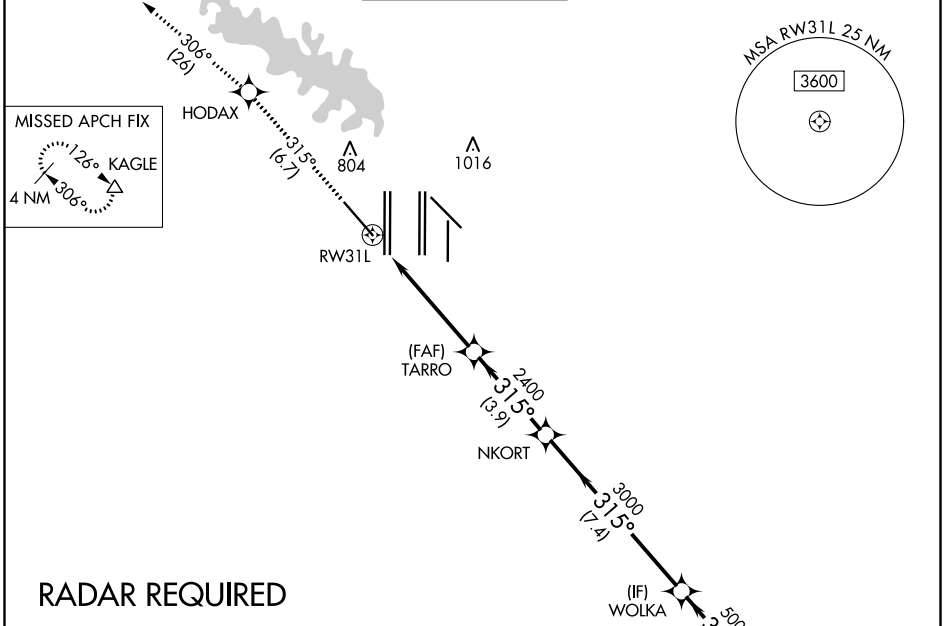 306°
(26)
HODAX
MSA RW31L 25 NM
3600
MISSED APCH FIX
126°
KAGLE
4 NM
306°
315°
(6.7)
804
1016
RW31L
(FAF)
TARRO
2400
315°
(3.9)
NKORT
3000
315°
(7.4)
RADAR REQUIRED
(IF)
WOLKA